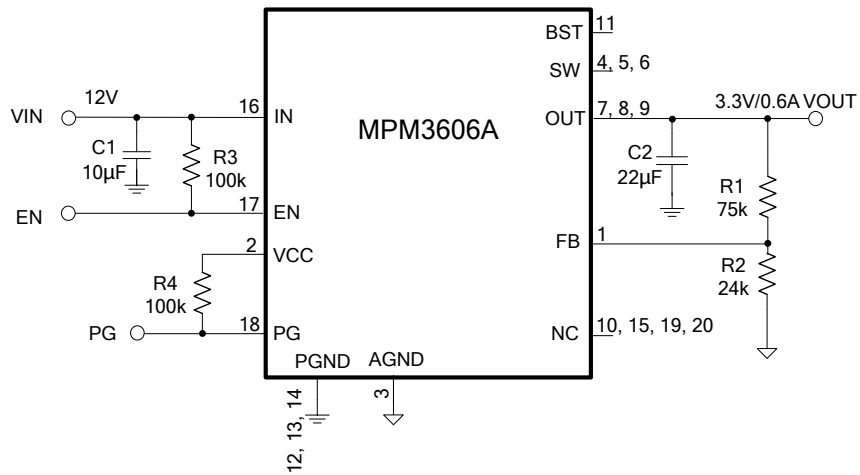 BST
11
SW
4, 5, 6
VIN
12V
16
IN
MPM3606A
OUT
7, 8, 9
3.3V/0.6A VOUT
C1
10µF
R3
100k
C2
22µF
R1
75k
EN
17
EN
FB
1
2
VCC
R4
100k
R2
24k
PG
18
PG
NC
10, 15, 19, 20
PGND
AGND
12, 13, 14
3